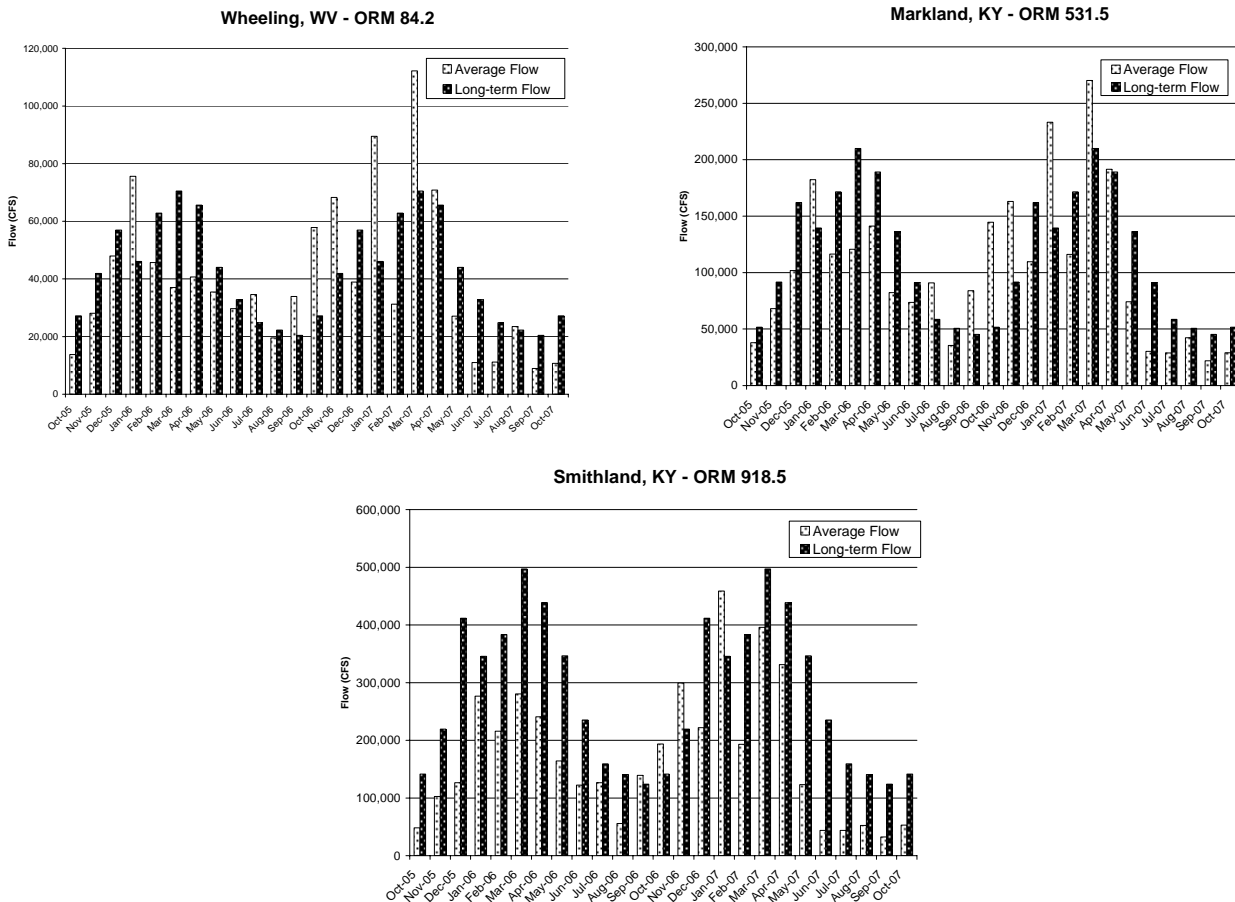 Wheeling, WV - ORM 84.2
Flow (CFS)
120,000
100,000
80,000
60,000
40,000
20,000
0
Average Flow
Long-term Flow
Oct-05
Nov-05
Dec-05
Jan-06
Feb-06
Mar-06
Apr-06
May-06
Jun-06
Jul-06
Aug-06
Sep-06
Oct-06
Nov-06
Dec-06
Jan-07
Feb-07
Mar-07
Apr-07
May-07
Jun-07
Jul-07
Aug-07
Sep-07
Oct-07
Markland, KY - ORM 531.5
Flow (CFS)
300,000
250,000
200,000
150,000
100,000
50,000
0
Average Flow
Long-term Flow
Oct-05
Nov-05
Dec-05
Jan-06
Feb-06
Mar-06
Apr-06
May-06
Jun-06
Jul-06
Aug-06
Sep-06
Oct-06
Nov-06
Dec-06
Jan-07
Feb-07
Mar-07
Apr-07
May-07
Jun-07
Jul-07
Aug-07
Sep-07
Oct-07
Smithland, KY - ORM 918.5
Flow (CFS)
600,000
500,000
400,000
300,000
200,000
100,000
0
Average Flow
Long-term Flow
Oct-05
Nov-05
Dec-05
Jan-06
Feb-06
Mar-06
Apr-06
May-06
Jun-06
Jul-06
Aug-06
Sep-06
Oct-06
Nov-06
Dec-06
Jan-07
Feb-07
Mar-07
Apr-07
May-07
Jun-07
Jul-07
Aug-07
Sep-07
Oct-07